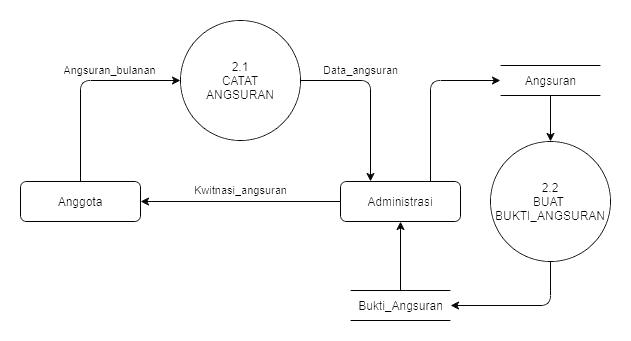 Angsuran_bulanan
2.1
CATAT
ANGSURAN
Data_angsuran
Angsuran
Anggota
Kwitnasi_angsuran
Administrasi
2.2
BUAT
BUKTI_ANGSURAN
Bukti_Angsuran